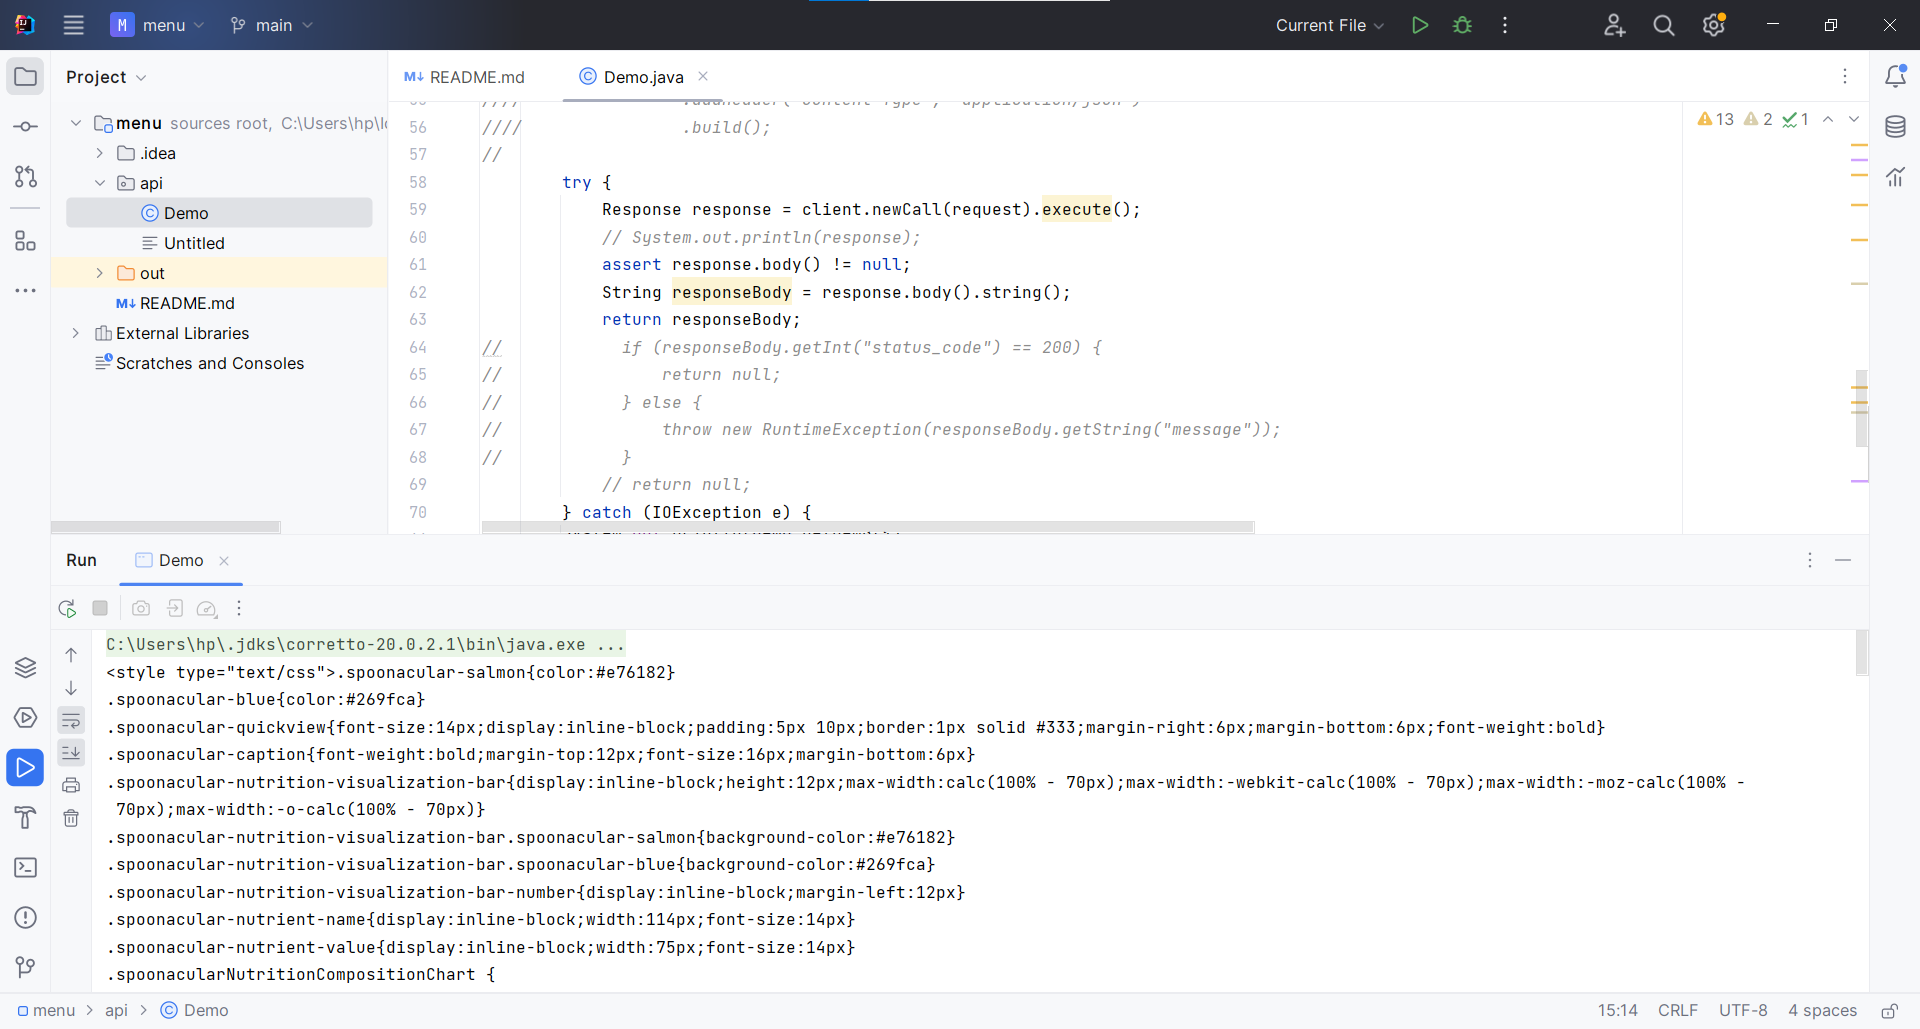 M menu main Current File
Project
README.md Demo.java
menu sources root, C:\Users\hp\
.idea
api
Demo
Untitled
out
README.md
External Libraries
Scratches and Consoles
13 2 1
56 //// .build();
57 //
58 try {
59 Response response = client.newCall(request).execute();
60 // System.out.println(response);
61 assert response.body() != null;
62 String responseBody = response.body().string();
63 return responseBody;
64 // if (responseBody.getInt("status_code") == 200) {
65 // return null;
66 // } else {
67 // throw new RuntimeException(responseBody.getString("message"));
68 // }
69 // return null;
70 } catch (IOException e) {
Run Demo
C:\Users\hp\.jdks\corretto-20.0.2.1\bin\java.exe ...
<style type="text/css">.spoonacular-salmon{color:#e76182}
.spoonacular-blue{color:#269fca}
.spoonacular-quickview{font-size:14px;display:inline-block;padding:5px 10px;border:1px solid #333;margin-right:6px;margin-bottom:6px;font-weight:bold}
.spoonacular-caption{font-weight:bold;margin-top:12px;font-size:16px;margin-bottom:6px}
.spoonacular-nutrition-visualization-bar{display:inline-block;height:12px;max-width:calc(100% - 70px);max-width:-webkit-calc(100% - 70px);max-width:-moz-calc(100% -
70px);max-width:-o-calc(100% - 70px)}
.spoonacular-nutrition-visualization-bar.spoonacular-salmon{background-color:#e76182}
.spoonacular-nutrition-visualization-bar.spoonacular-blue{background-color:#269fca}
.spoonacular-nutrition-visualization-bar-number{display:inline-block;margin-left:12px}
.spoonacular-nutrient-name{display:inline-block;width:114px;font-size:14px}
.spoonacular-nutrient-value{display:inline-block;width:75px;font-size:14px}
.spoonacularNutritionCompositionChart {
menu > api > Demo 15:14 CRLF UTF-8 4 spaces